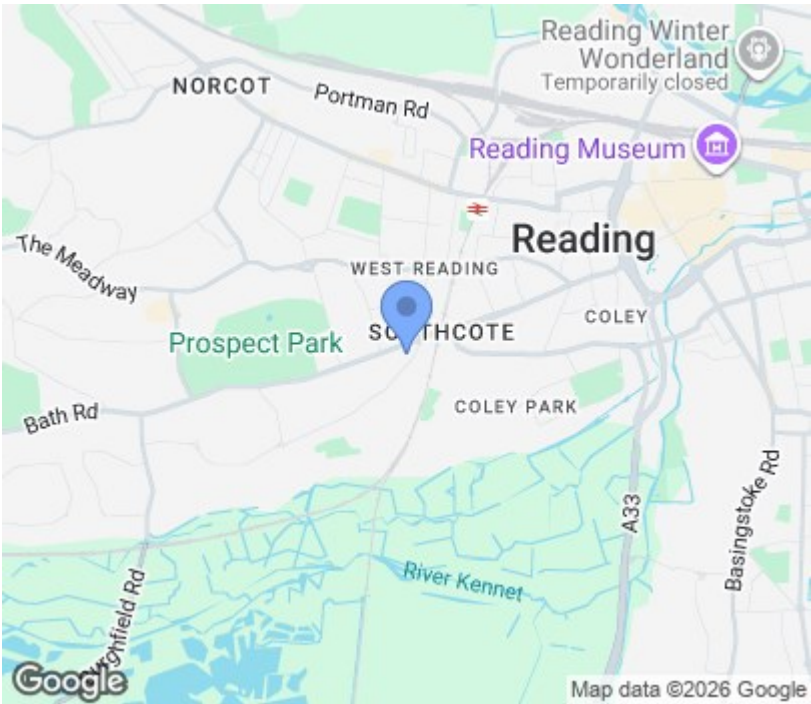 Reading Winter
Wonderland
Temporarily closed
NORCOT
Portman Rd
Reading Museum
Reading
The Meadway
WEST READING
COLEY
Prospect Park
Bath Rd
COLEY PARK
Basingstoke Rd
A33
River Kennet
Google
Map data ©2026 Google